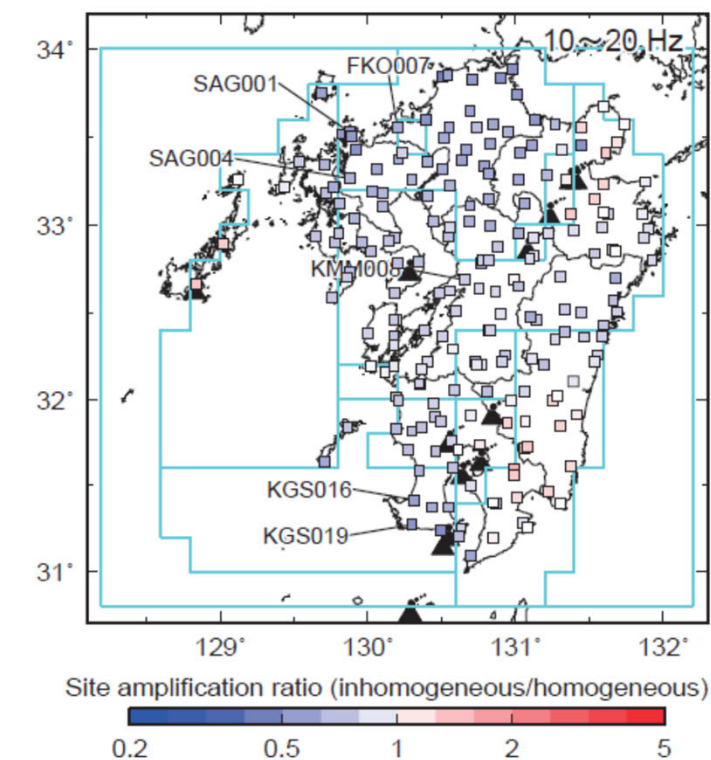 34˚
10~20 Hz
FKO007
SAG001
SAG004
33˚
KMM008
32˚
KGS016
KGS019
31˚
129˚ 130˚ 131˚ 132˚
Site amplification ratio (inhomogeneous/homogeneous)
0.2 0.5 1 2 5